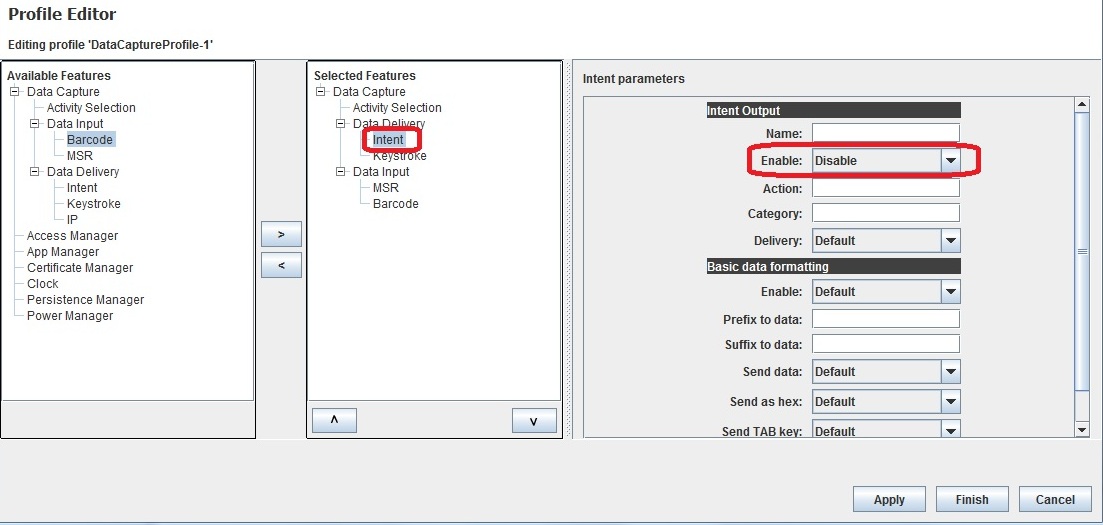 Profile Editor
Editing profile 'DataCaptureProfile-1'
Available Features
Data Capture
Activity Selection
Data Input
Barcode
MSR
Data Delivery
Intent
Keystroke
IP
Access Manager
App Manager
Certificate Manager
Clock
Persistence Manager
Power Manager
>
<
Selected Features
Data Capture
Activity Selection
Data Delivery
Intent
Keystroke
Data Input
MSR
Barcode
^
v
Intent parameters
Intent Output
Name:
Enable: Disable
Action:
Category:
Delivery: Default
Basic data formatting
Enable: Default
Prefix to data:
Suffix to data:
Send data: Default
Send as hex: Default
Send TAB key: Default
Apply Finish Cancel